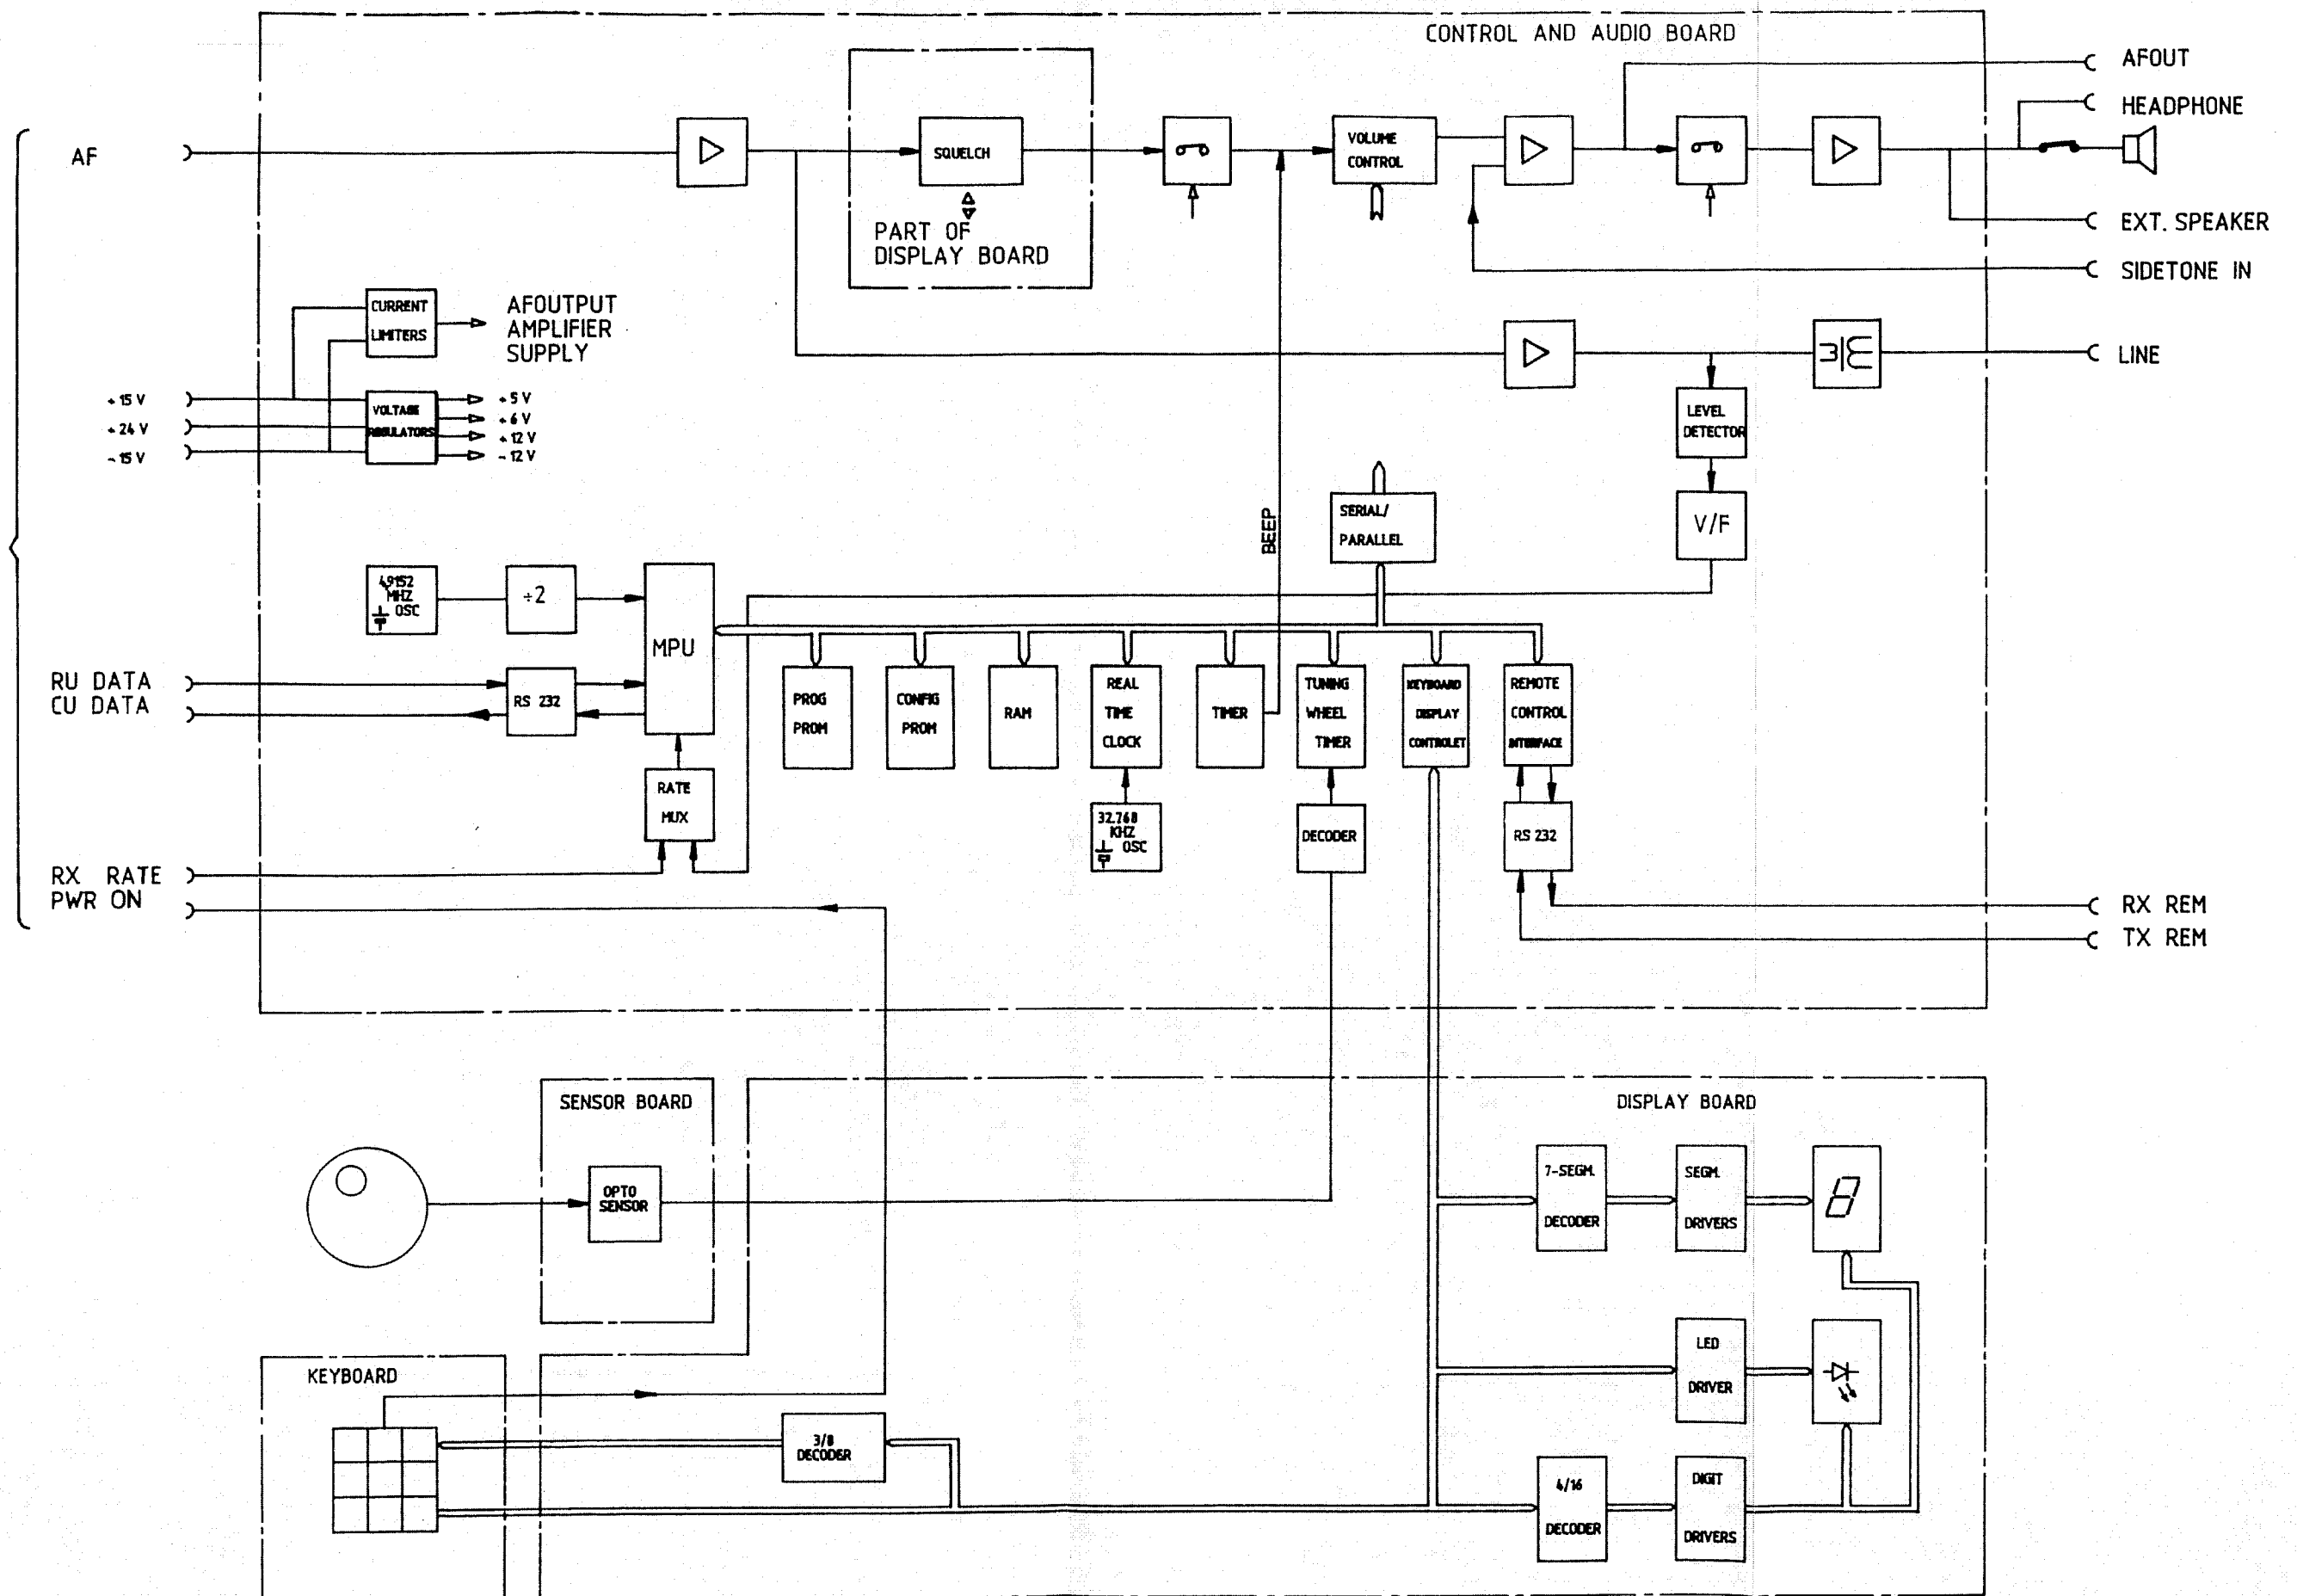 CONTROL AND AUDIO BOARD
AFOUT
HEADPHONE
AF
SQUELCH
VOLUME
CONTROL
PART OF
DISPLAY BOARD
EXT. SPEAKER
SIDETONE IN
CURRENT
LIMITERS
AFOUTPUT
AMPLIFIER
SUPPLY
LINE
+15 V
+24 V
-15 V
VOLTAGE
REGULATORS
+5 V
+6 V
+12 V
-12 V
LEVEL
DETECTOR
SERIAL/
PARALLEL
V/F
BEEP
4,9152
MHZ
OSC
÷2
MPU
RU DATA
CU DATA
RS 232
PROG
PROM
CONFIG
PROM
RAM
REAL
TIME
CLOCK
TIMER
TUNING
WHEEL
TIMER
KEYBOARD
DISPLAY
CONTROLET
REMOTE
CONTROL
INTERFACE
RATE
MUX
32.768
KHZ
OSC
DECODER
RS 232
RX RATE
PWR ON
RX REM
TX REM
SENSOR BOARD
DISPLAY BOARD
OPTO
SENSOR
7-SEGM.
DECODER
SEGM.
DRIVERS
8
LED
DRIVER
KEYBOARD
3/8
DECODER
4/16
DECODER
DIGIT
DRIVERS